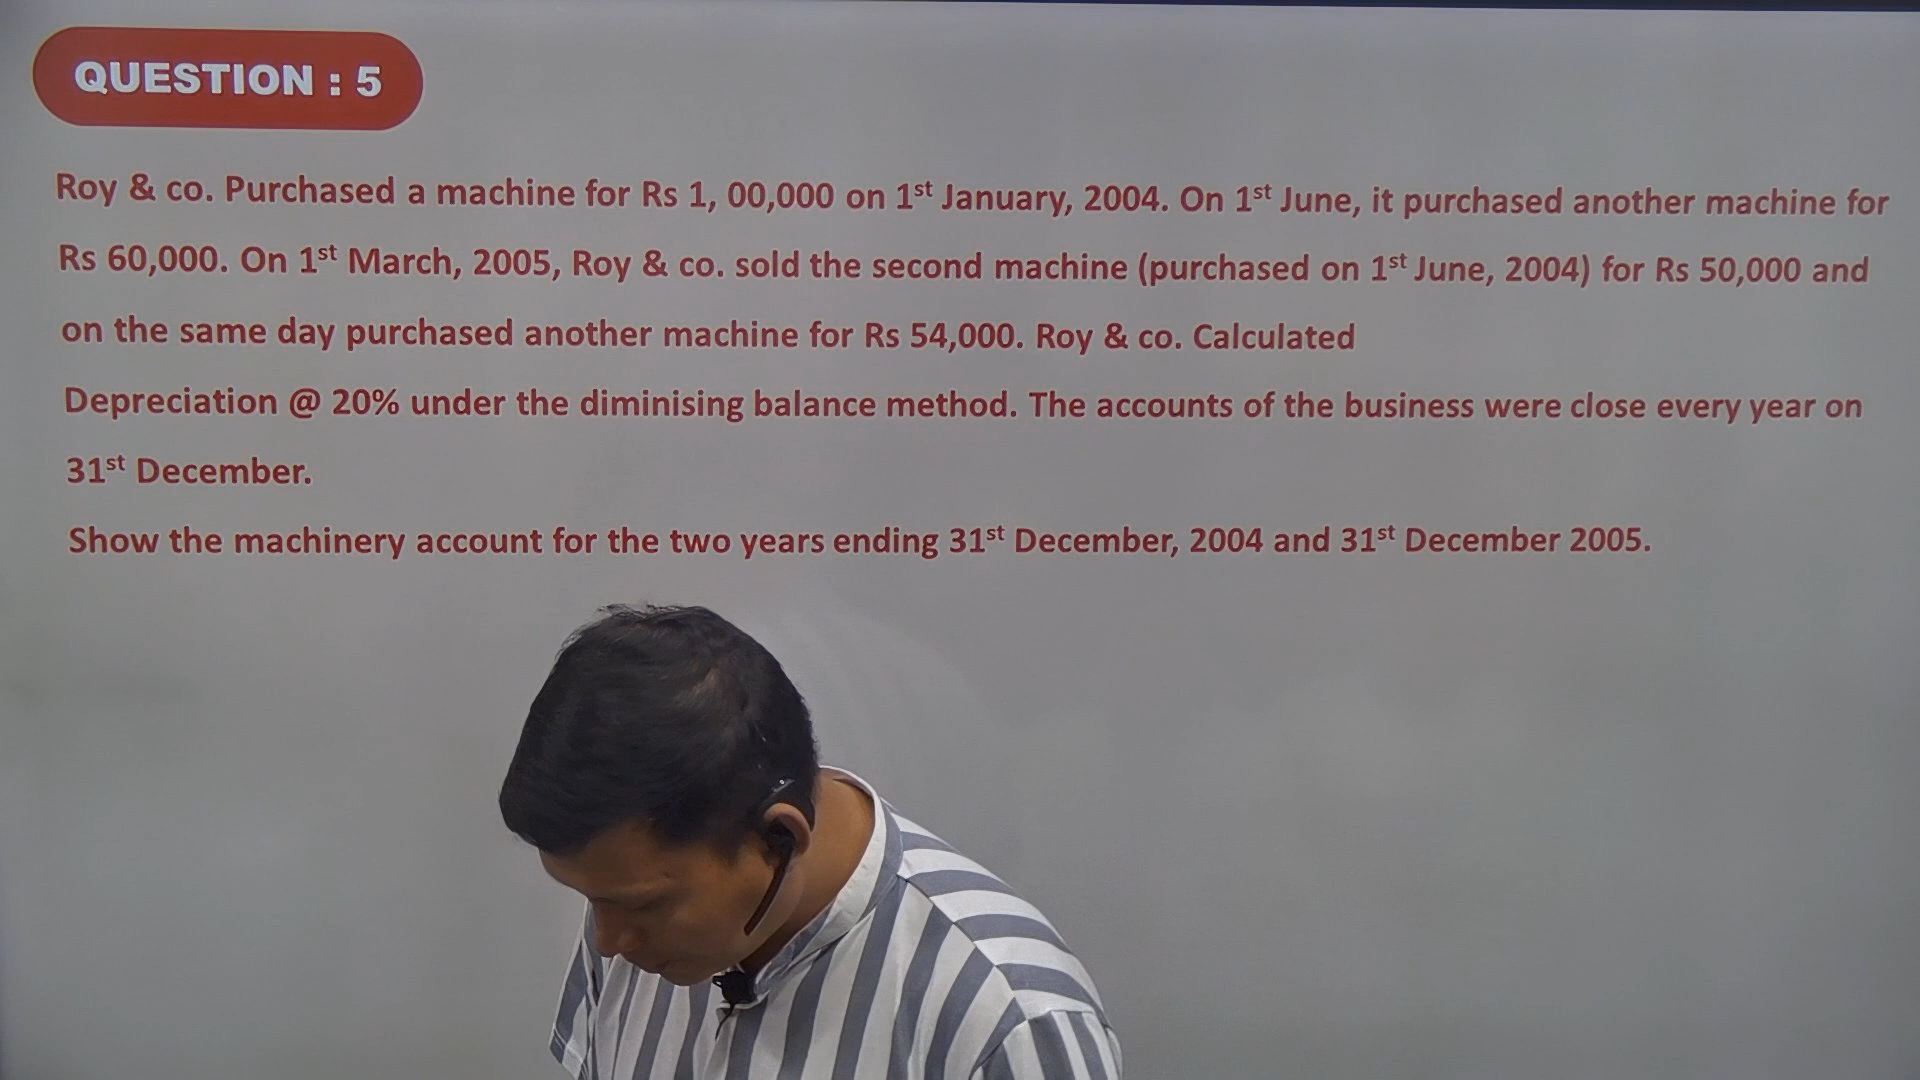 QUESTION : 5
Roy & co. Purchased a machine for Rs 1, 00,000 on 1st January, 2004. On 1st June, it purchased another machine for
Rs 60,000. On 1st March, 2005, Roy & co. sold the second machine (purchased on 1st June, 2004) for Rs 50,000 and
on the same day purchased another machine for Rs 54,000. Roy & co. Calculated
Depreciation @ 20% under the diminising balance method. The accounts of the business were close every year on
31st December.
Show the machinery account for the two years ending 31st December, 2004 and 31st December 2005.